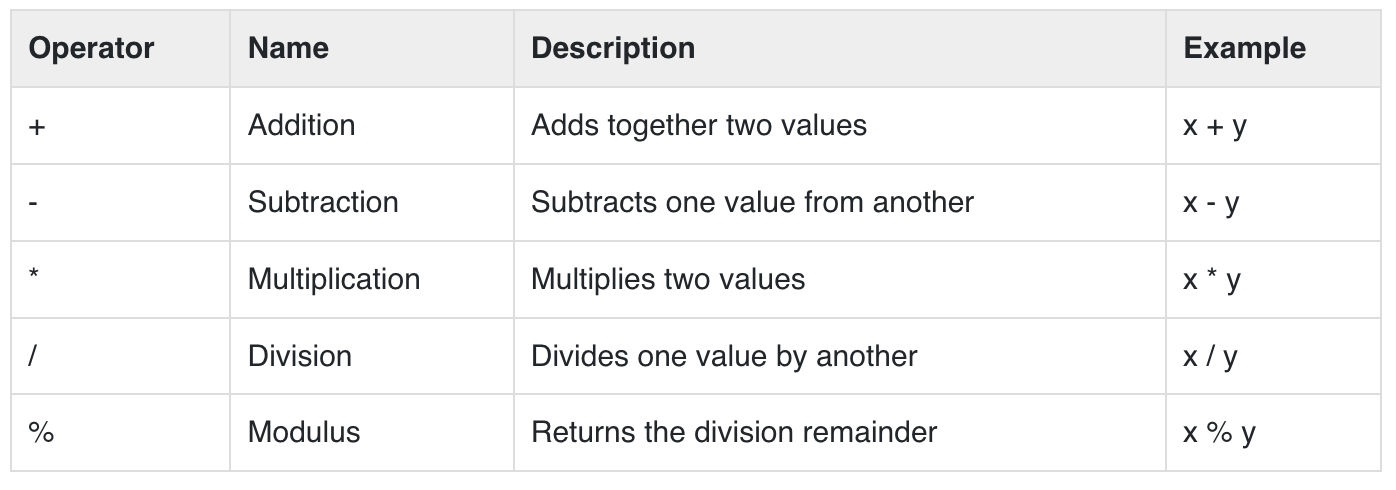 Operator Name Description Example
+ Addition Adds together two values x + y
- Subtraction Subtracts one value from another x - y
* Multiplication Multiplies two values x * y
/ Division Divides one value by another x / y
% Modulus Returns the division remainder x % y